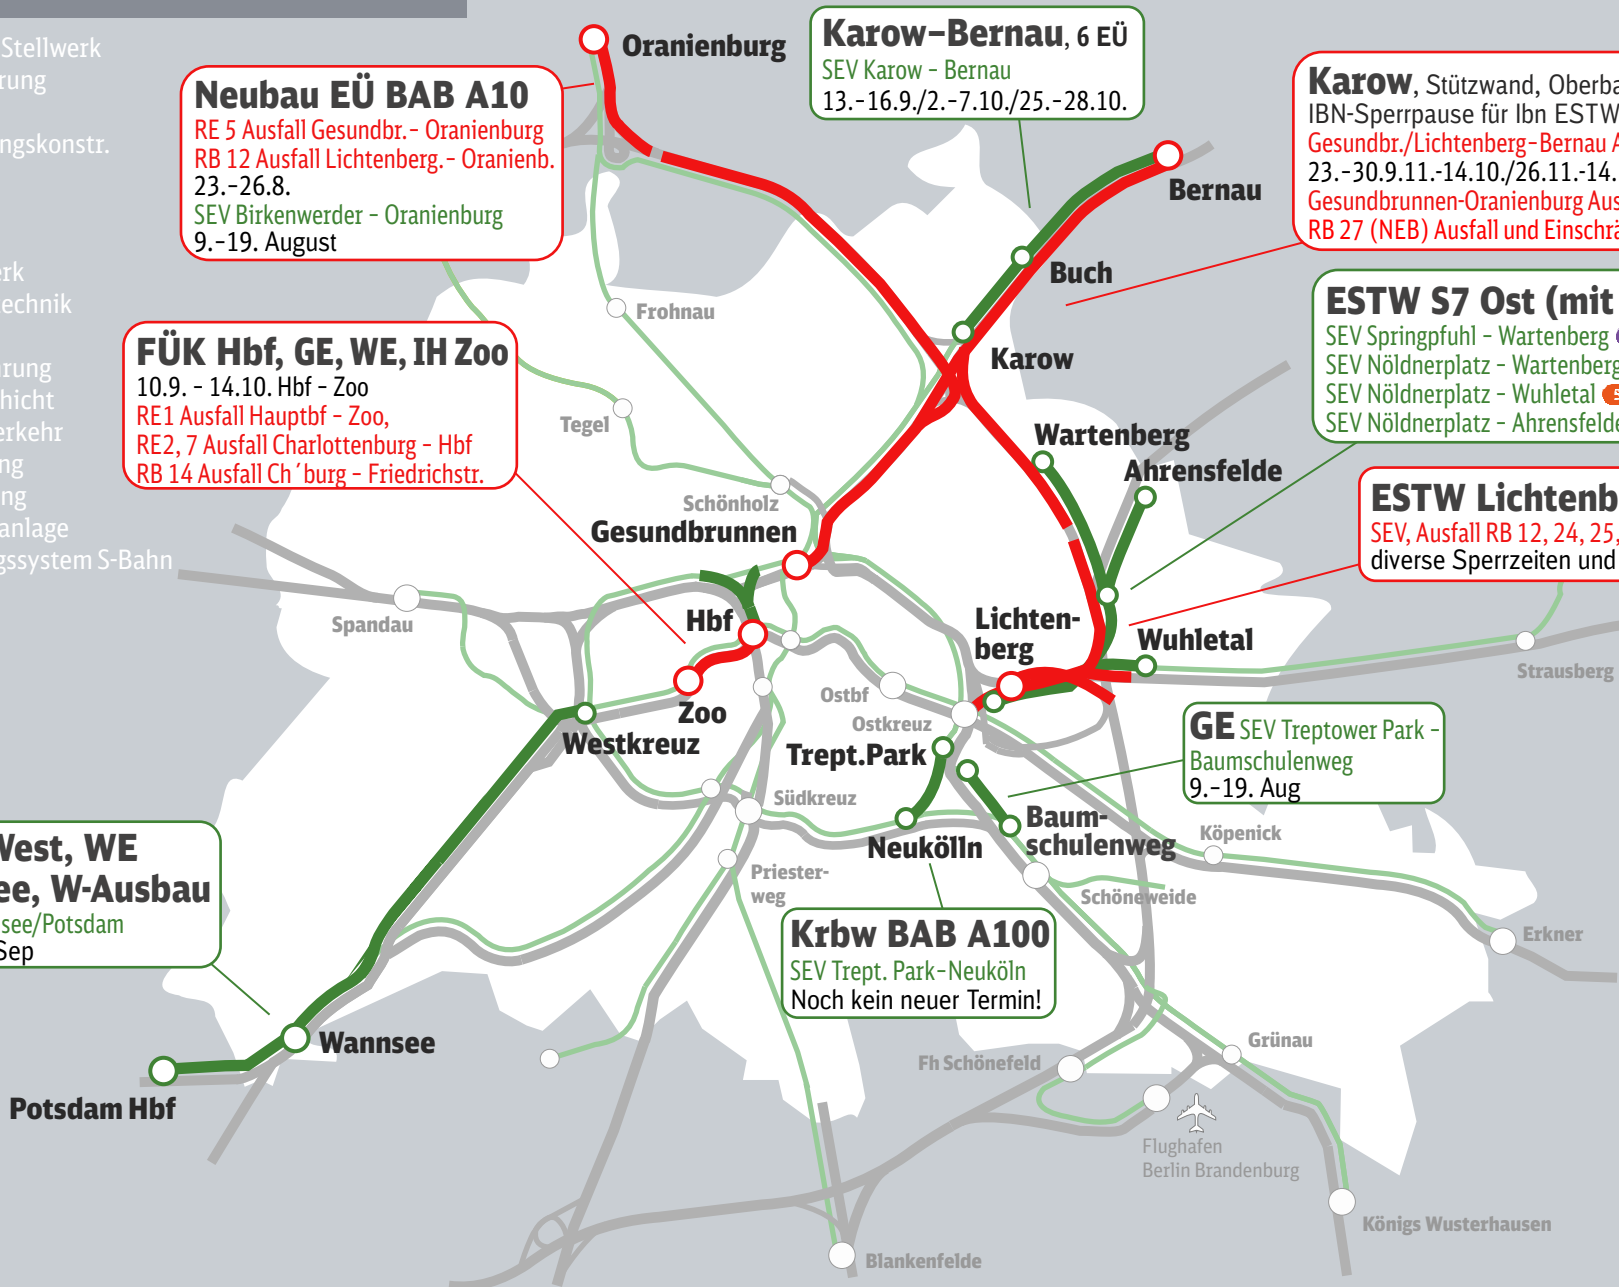 Stellwerk
rung
ngskonstr.
erk
echnik
rung
hicht
erkehr
ng
ng
anlage
gssystem S-Bahn
Oranienburg
Neubau EÜ BAB A10
RE 5 Ausfall Gesundbr.- Oranienburg
RB 12 Ausfall Lichtenberg.- Oranienb.
23.-26.8.
SEV Birkenwerder - Oranienburg
9.-19. August
Karow-Bernau, 6 EÜ
SEV Karow - Bernau
13.-16.9./2.-7.10./25.-28.10.
Karow, Stützwand, Oberba
IBN-Sperrpause für Ibn ESTW
Gesundbr./Lichtenberg-Bernau A
23.-30.9.11.-14.10./26.11.-14.
Gesundbrunnen-Oranienburg Aus
RB 27 (NEB) Ausfall und Einschrä
Bernau
Buch
Karow
Frohnau
ESTW S7 Ost (mit
SEV Springpfuhl - Wartenberg
SEV Nöldnerplatz - Wartenberg
SEV Nöldnerplatz - Wuhletal 5
SEV Nöldnerplatz - Ahrensfelde
FÜK Hbf, GE, WE, IH Zoo
10.9. - 14.10. Hbf - Zoo
RE1 Ausfall Hauptbf - Zoo,
RE2, 7 Ausfall Charlottenburg - Hbf
RB 14 Ausfall Ch´burg - Friedrichstr.
Tegel
Wartenberg
Ahrensfelde
Schönholz
Gesundbrunnen
ESTW Lichtenb
SEV, Ausfall RB 12, 24, 25,
diverse Sperrzeiten und
Spandau
Hbf
Lichten-
berg
Wuhletal
Strausberg
Zoo
Ostbf
Ostkreuz
Westkreuz
Trept.Park
GE SEV Treptower Park -
Baumschulenweg
9.-19. Aug
Südkreuz
Neukölln
Baum-
schulenweg
Köpenick
Priester-
weg
Schöneweide
West, WE
ee, W-Ausbau
see/Potsdam
Sep
Krbw BAB A100
SEV Trept. Park-Neuköln
Noch kein neuer Termin!
Erkner
Wannsee
Potsdam Hbf
Fh Schönefeld
Grünau
Flughafen
Berlin Brandenburg
Königs Wusterhausen
Blankenfelde